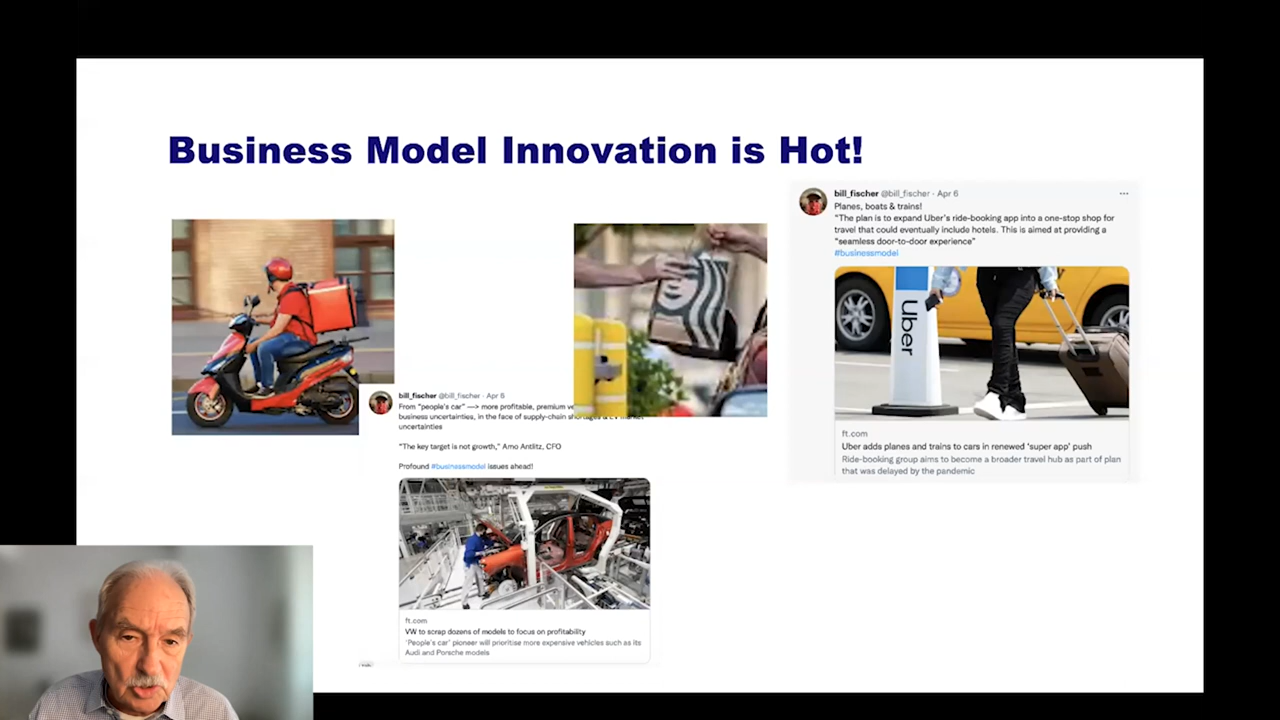 Business Model Innovation is Hot!
bill_fischer @bill_fischer · Apr 6
Planes, boats & trains!
"The plan is to expand Uber's ride-booking app into a one-stop shop for
travel that could eventually include hotels. This is aimed at providing a
"seamless door-to-door experience"
#businessmodel
Uber
ft.com
Uber adds planes and trains to cars in renewed 'super app' push
Ride-booking group aims to become a broader travel hub as part of plan
that was delayed by the pandemic
bill_fischer @bill_fischer · Apr 6
From "people's car" —> more profitable, premium
business uncertainties, in the face of supply-chain shortages & EV market
uncertainties
"The key target is not growth," Arno Antlitz, CFO
Profound #businessmodel issues ahead!
ft.com
VW to scrap dozens of models to focus on profitability
'People's car' pioneer will prioritise more expensive vehicles such as its
Audi and Porsche models